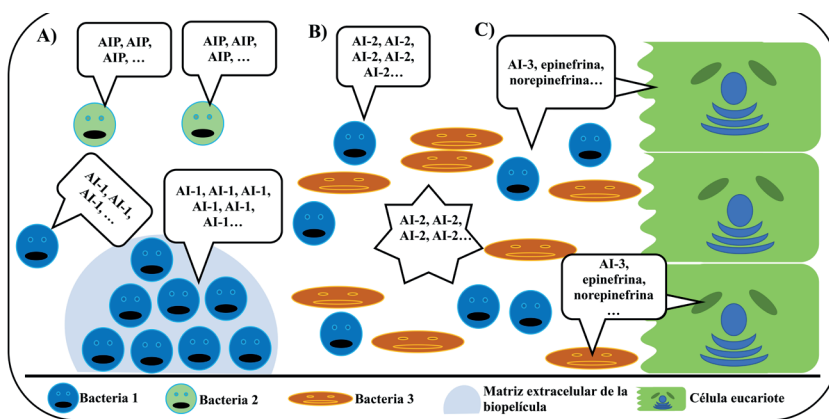 A)
AIP, AIP,
AIP, ...
AIP, AIP,
AIP, ...
AI-1, AI-1,
AI-1, ...
AI-1, AI-1, AI-1,
AI-1, AI-1,
AI-1...
B)
AI-2, AI-2,
AI-2, AI-2,
AI-2...
AI-2, AI-2,
AI-2, AI-2...
C)
AI-3, epinefrina,
norepinefrina...
AI-3,
epinefrina,
norepinefrina
...
Bacteria 1
Bacteria 2
Bacteria 3
Matriz extracelular de la
biopelícula
Célula eucariote